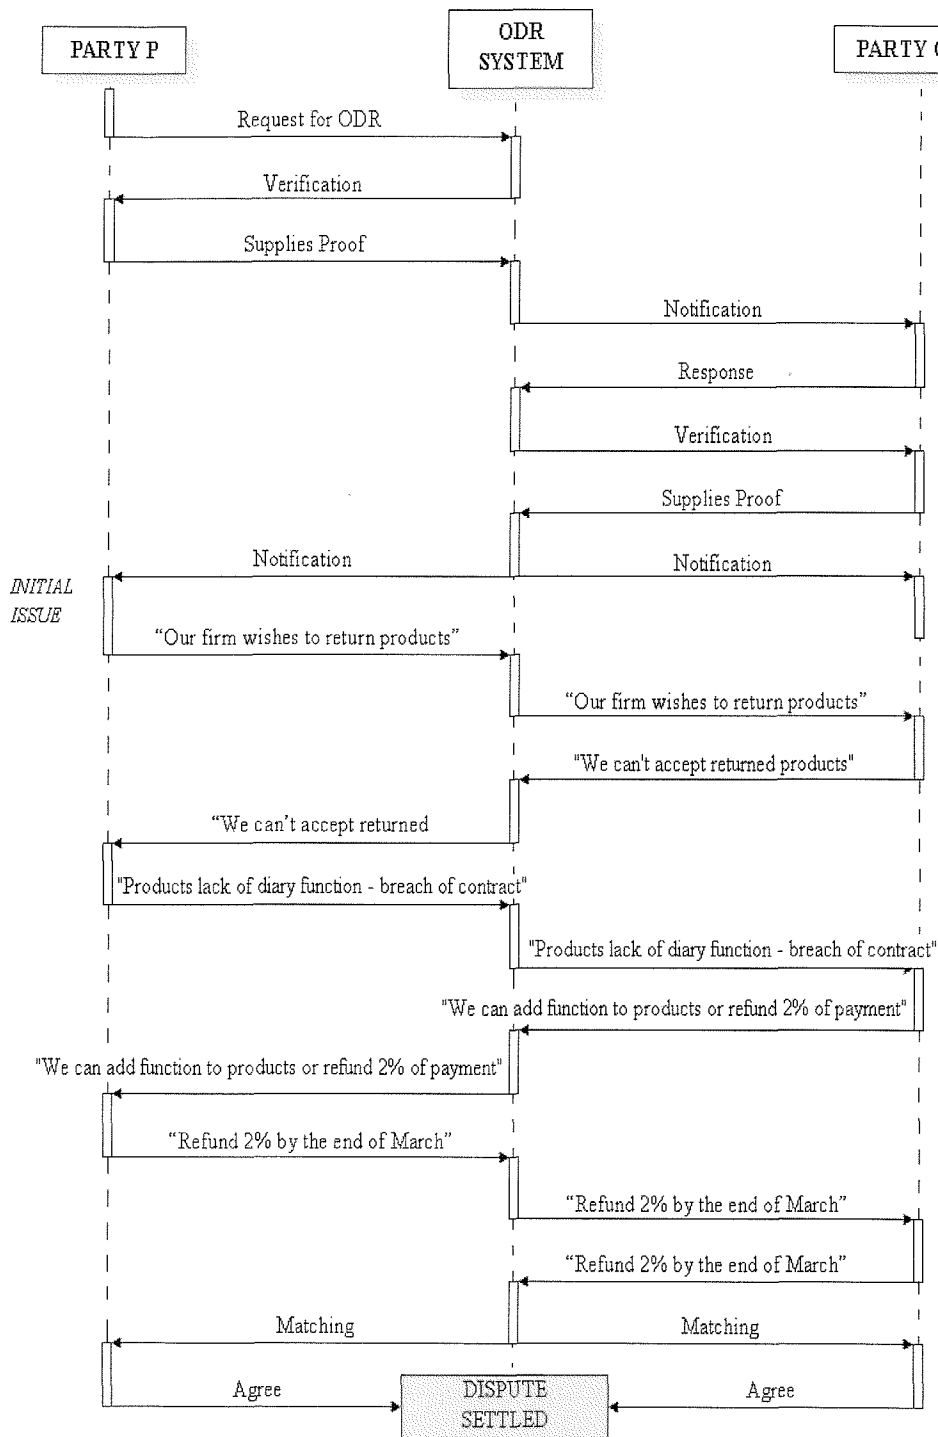 PARTY P
ODR
SYSTEM
PARTY
Request for ODR
Verification
Supplies Proof
Notification
Response
Verification
Supplies Proof
Notification
Notification
INITIAL
ISSUE
“Our firm wishes to return products”
“Our firm wishes to return products”
"We can't accept returned products"
“We can’t accept returned
"Products lack of diary function - breach of contract"
"Products lack of diary function - breach of contract"
"We can add function to products or refund 2% of payment"
"We can add function to products or refund 2% of payment"
“Refund 2% by the end of March”
“Refund 2% by the end of March”
“Refund 2% by the end of March”
Matching
Matching
Agree
Agree
DISPUTE
SETTLED